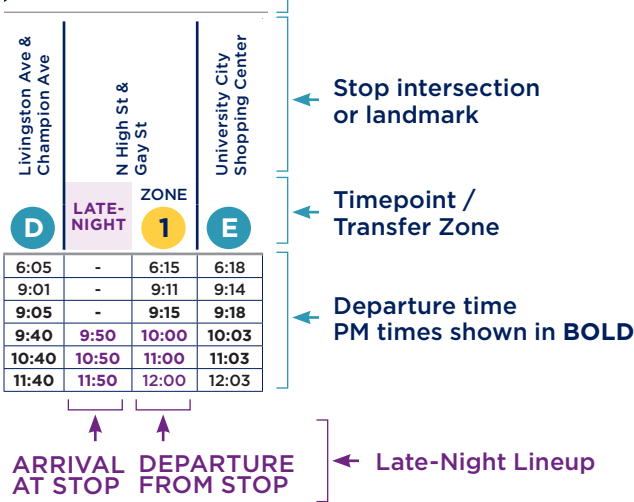 Livingston Ave &
Champion Ave
N High St &
Gay St
University City
Shopping Center
Stop intersection
or landmark
D
LATE-
NIGHT
ZONE
1
E
Timepoint /
Transfer Zone
6:05 - 6:15 6:18
9:01 - 9:11 9:14
9:05 - 9:15 9:18
9:40 9:50 10:00 10:03
10:40 10:50 11:00 11:03
11:40 11:50 12:00 12:03
Departure time
PM times shown in BOLD
ARRIVAL
AT STOP
DEPARTURE
FROM STOP
Late-Night Lineup